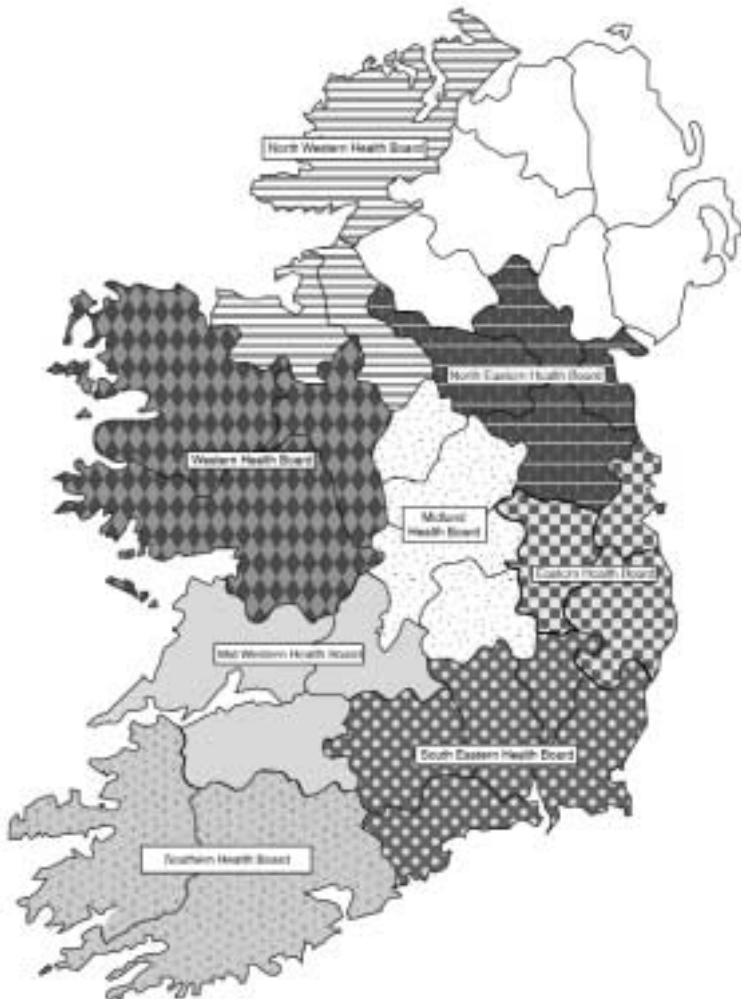 North Western Health Board
North Eastern Health Board
Western Health Board
Midland
Health Board
Eastern Health Board
Mid Western Health Board
South Eastern Health Board
Southern Health Board